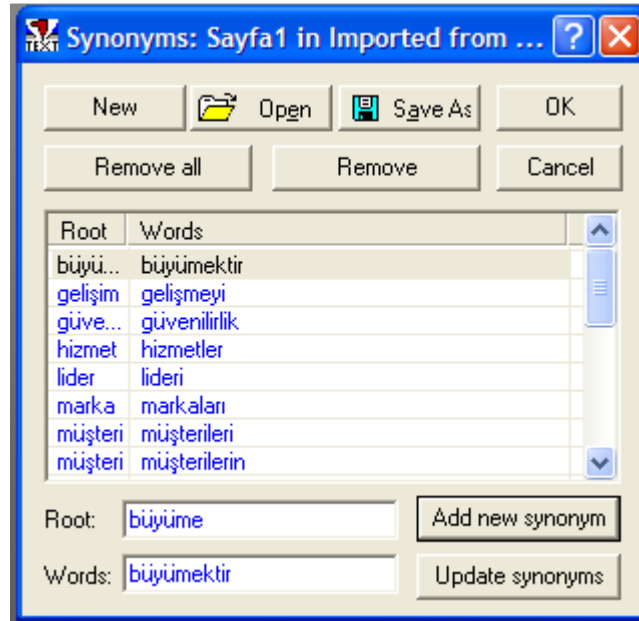 TEXT Synonyms: Sayfa1 in Imported from ... ?
New Open Save As OK
Remove all Remove Cancel
Root Words
büyü... büyümektir
gelişim gelişmeyi
güve... güvenilirlik
hizmet hizmetler
lider lideri
marka markaları
müşteri müşterileri
müşteri müşterilerin
Root: büyüme Add new synonym
Words: büyümektir Update synonyms